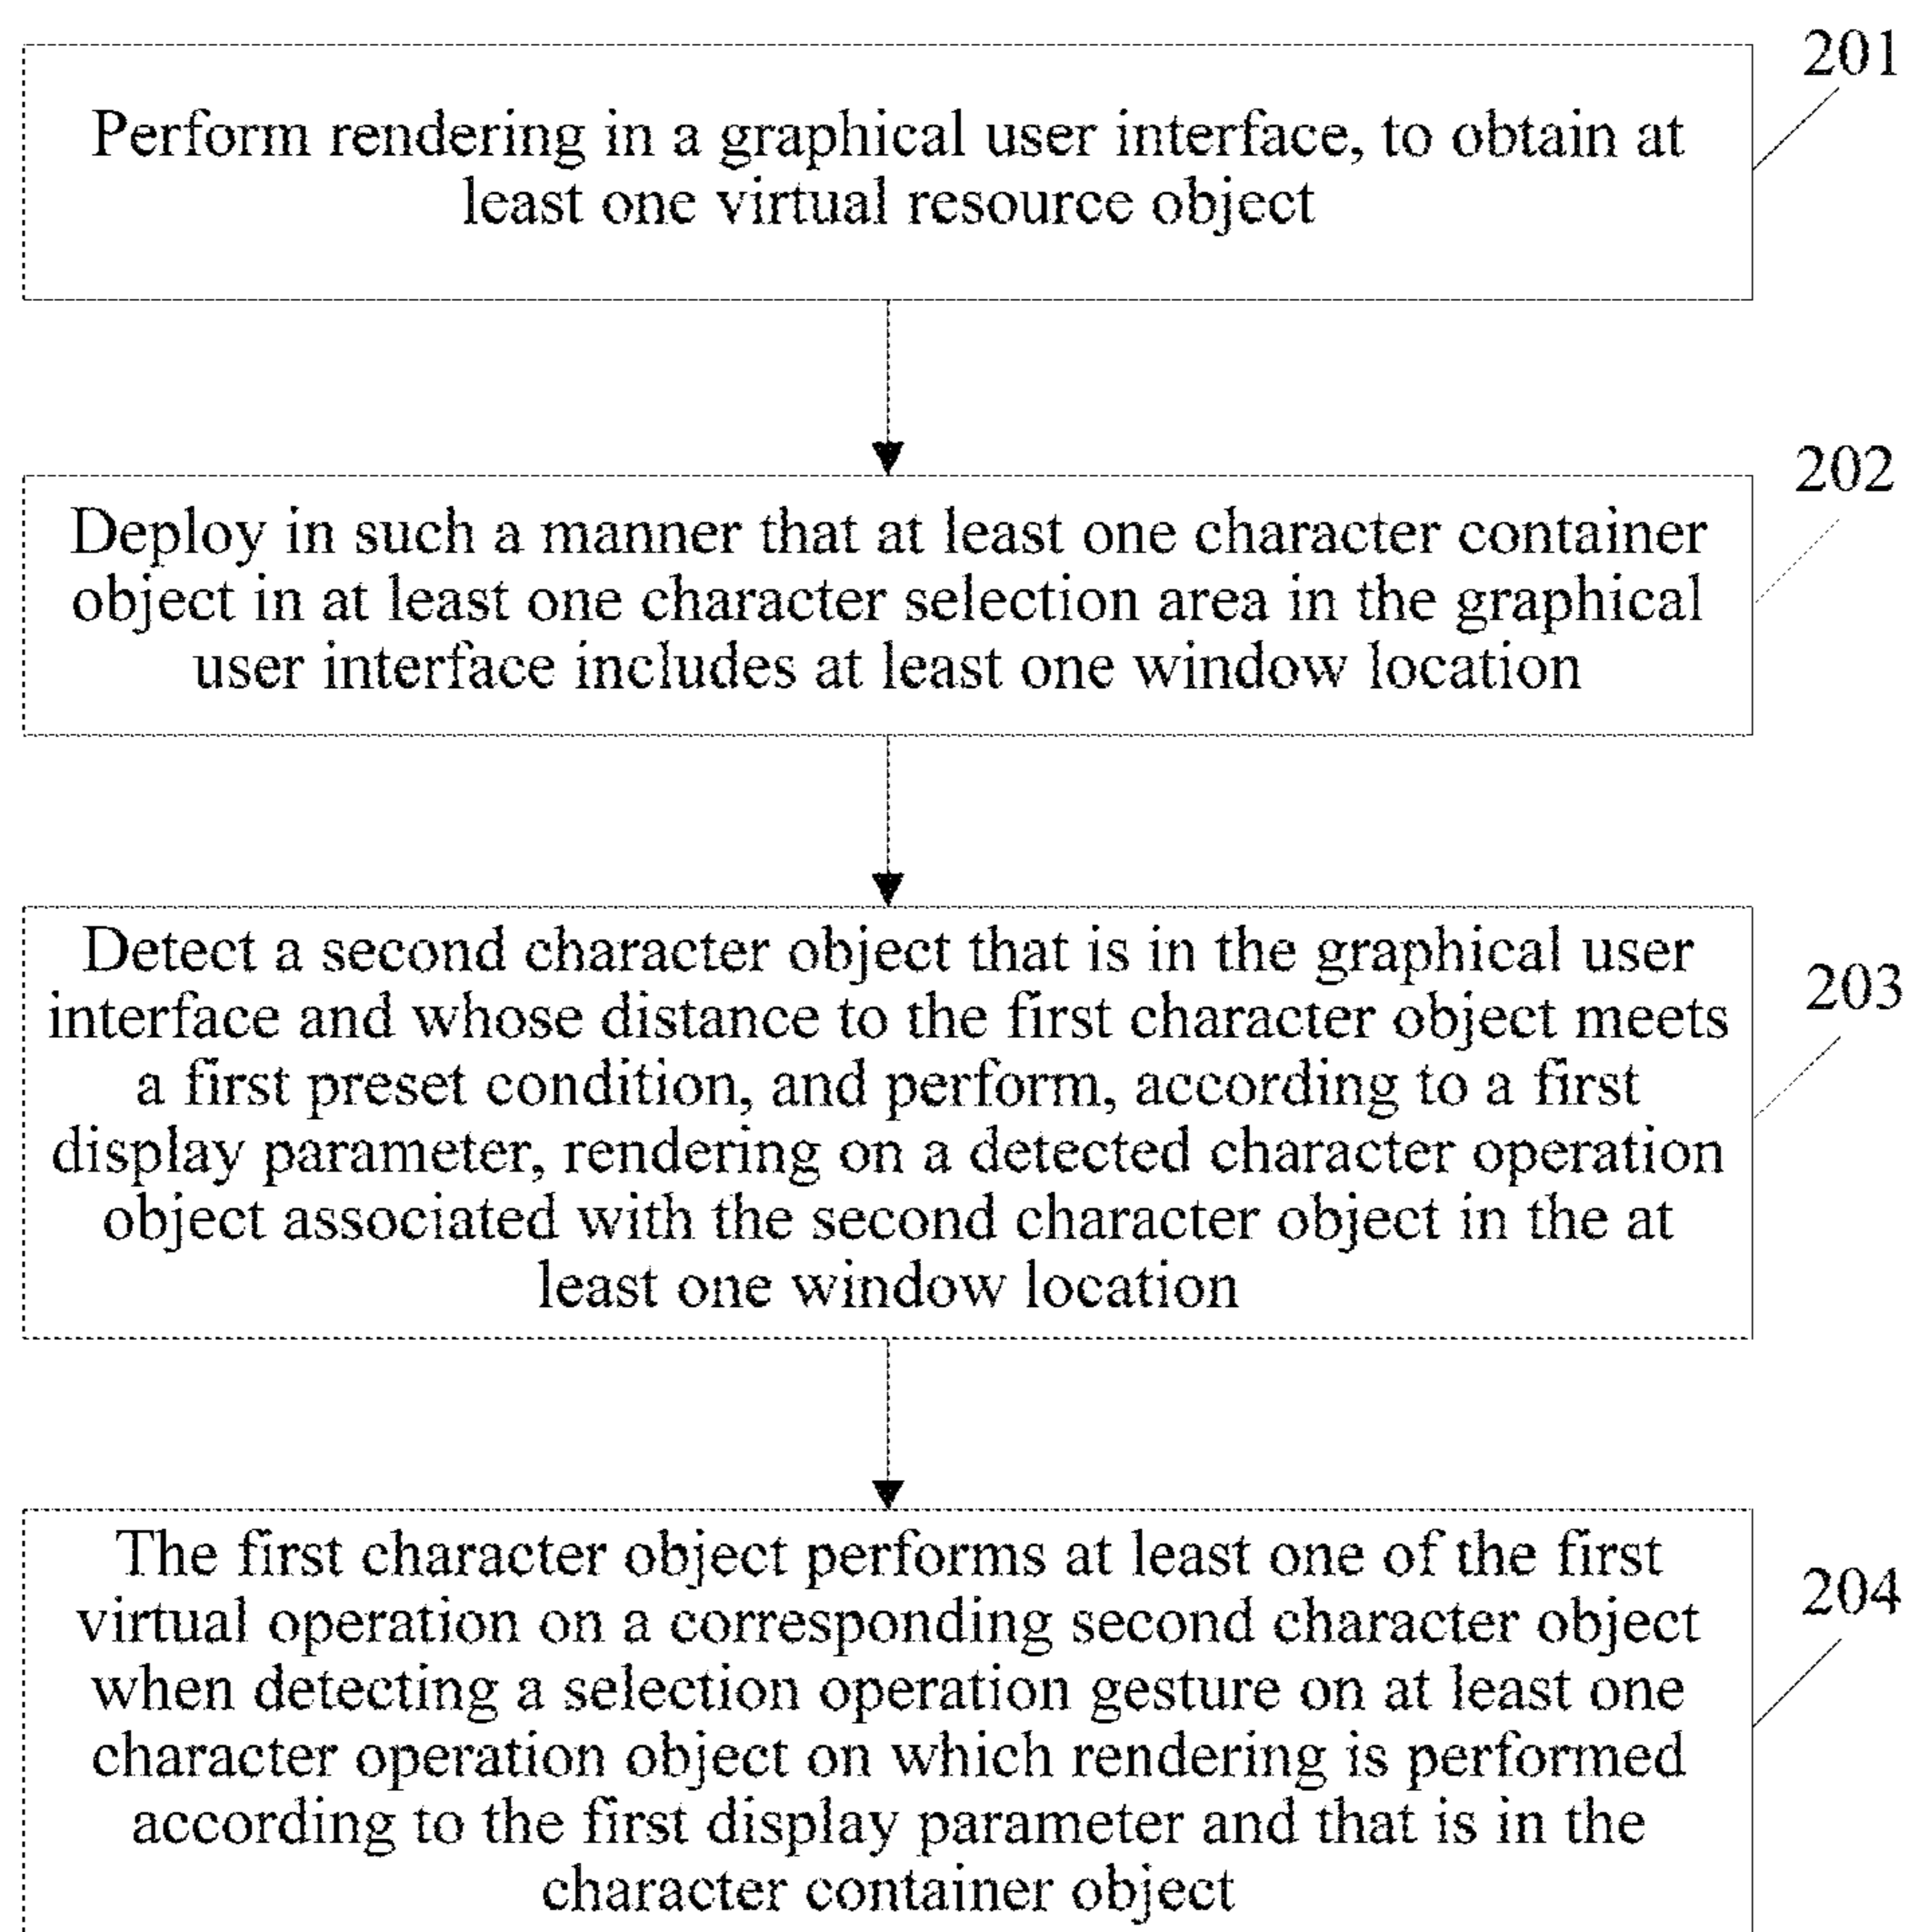 201
Perform rendering in a graphical user interface, to obtain at
least one virtual resource object
202
Deploy in such a manner that at least one character container
object in at least one character selection area in the graphical
user interface includes at least one window location
Detect a second character object that is in the graphical user
interface and whose distance to the first character object meets
a first preset condition, and perform, according to a first
display parameter, rendering on a detected character operation
object associated with the second character object in the at
least one window location
203
The first character object performs at least one of the first
virtual operation on a corresponding second character object
when detecting a selection operation gesture on at least one
character operation object on which rendering is performed
according to the first display parameter and that is in the
character container object
204